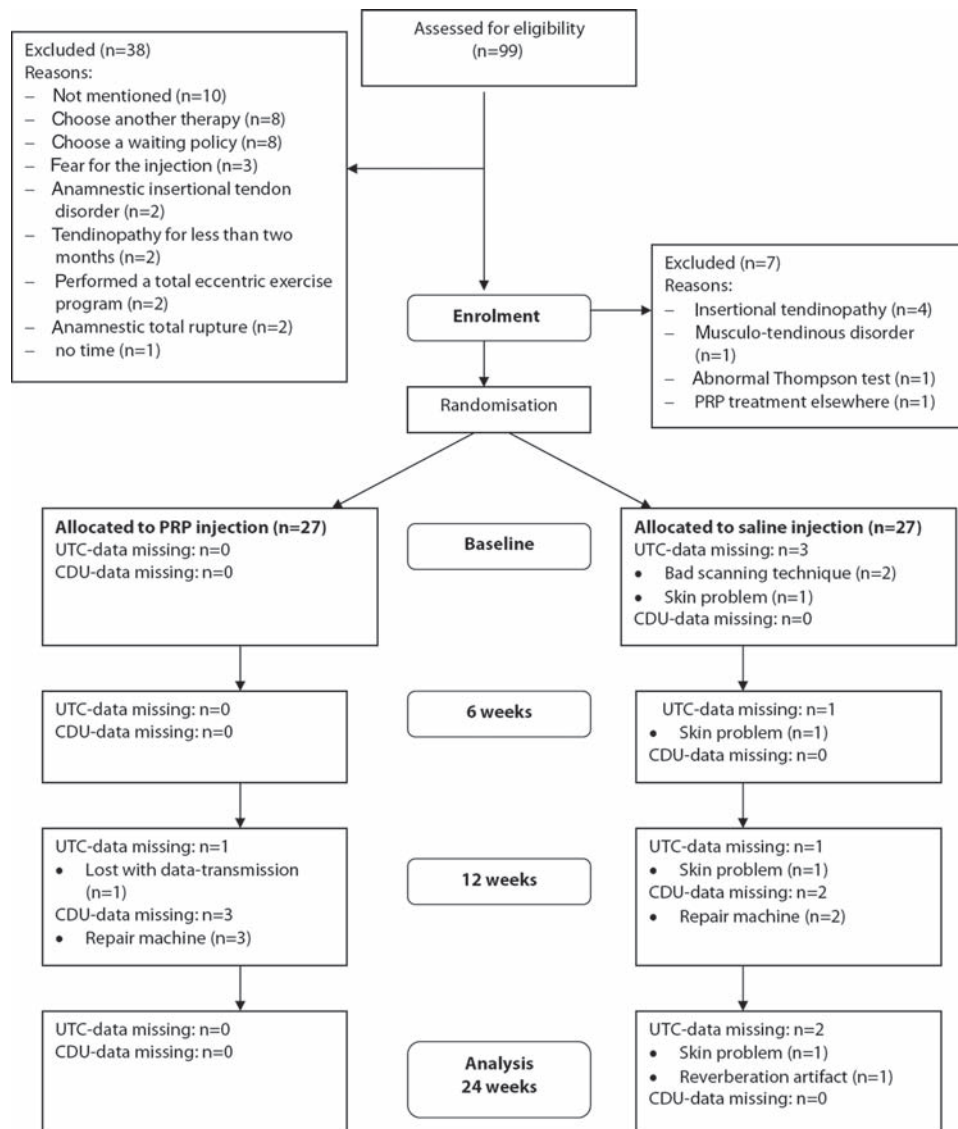 Assessed for eligibility
(n=99)
Excluded (n=38)
Reasons:
– Not mentioned (n=10)
– Choose another therapy (n=8)
– Choose a waiting policy (n=8)
– Fear for the injection (n=3)
– Anamnestic insertional tendon
disorder (n=2)
– Tendinopathy for less than two
months (n=2)
– Performed a total eccentric exercise
program (n=2)
– Anamnestic total rupture (n=2)
– no time (n=1)
Excluded (n=7)
Reasons:
– Insertional tendinopathy (n=4)
– Musculo-tendinous disorder
(n=1)
– Abnormal Thompson test (n=1)
– PRP treatment elsewhere (n=1)
Enrolment
Randomisation
Allocated to PRP injection (n=27)
UTC-data missing: n=0
CDU-data missing: n=0
Baseline
Allocated to saline injection (n=27)
UTC-data missing: n=3
• Bad scanning technique (n=2)
• Skin problem (n=1)
CDU-data missing: n=0
UTC-data missing: n=0
CDU-data missing: n=0
6 weeks
UTC-data missing: n=1
• Skin problem (n=1)
CDU-data missing: n=0
UTC-data missing: n=1
• Lost with data-transmission
(n=1)
CDU-data missing: n=3
• Repair machine (n=3)
12 weeks
UTC-data missing: n=1
• Skin problem (n=1)
CDU-data missing: n=2
• Repair machine (n=2)
UTC-data missing: n=0
CDU-data missing: n=0
Analysis
24 weeks
UTC-data missing: n=2
• Skin problem (n=1)
• Reverberation artifact (n=1)
CDU-data missing: n=0